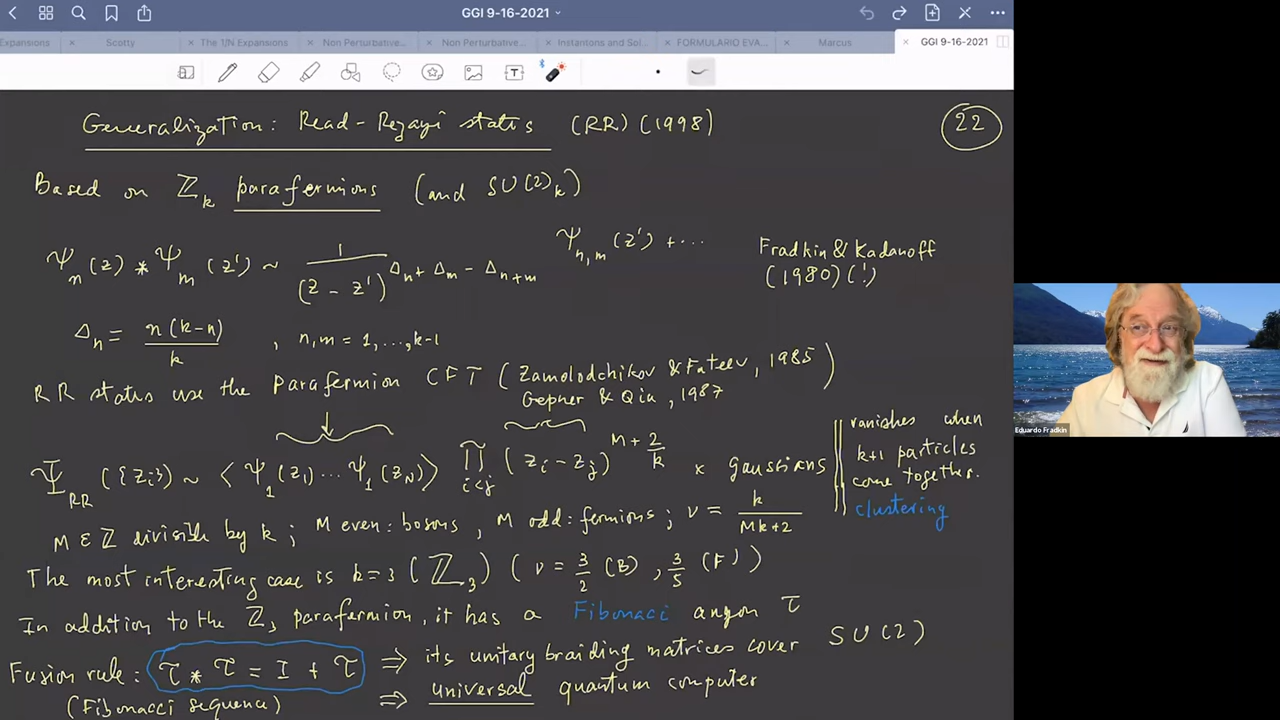 GGI 9-16-2021
Expansions
Scotty
The 1/N Expansions
Non Perturbative...
Non Perturbative...
Instantons and Sol...
FORMULARIO EVA...
Marcus
GGI 9-16-2021
Generalization: Read-Rezayi states (RR) (1998)
22
Based on ℤ_k parafermions (and SU(2)_k)
Ψ_n(z) * Ψ_m(z') ~ 1/(z - z')^{Δ_n + Δ_m - Δ_{n+m}} Ψ_{n,m}(z') + ...
Fradkin & Kadanoff
(1980)(!)
Δ_n = n(k-n)/k , n,m = 1,...,k-1
RR states use the parafermion CFT (Zamolodchikov & Fateev, 1985
Gepner & Qiu, 1987)
Ψ_RR ({z_i}) ~ ⟨Ψ_1(z_1)...Ψ_1(z_N)⟩ ∏_{i<j} (z_i - z_j)^{M + 2/k} × gaussians
vanishes when
k+1 particles
come together.
clustering
M ∈ ℤ divisible by k ; M even: bosons , M odd: fermions ; ν = k/(Mk+2)
The most interesting case is k=3 (ℤ_3) (ν = 3/2 (B) , 3/5 (F))
In addition to the ℤ_3 parafermion, it has a Fibonaci anyon τ
Fusion rule: τ * τ = I + τ ⇒ its unitary braiding matrices cover SU(2)
(Fibonacci sequence) ⇒ universal quantum computer
Eduardo Fradkin